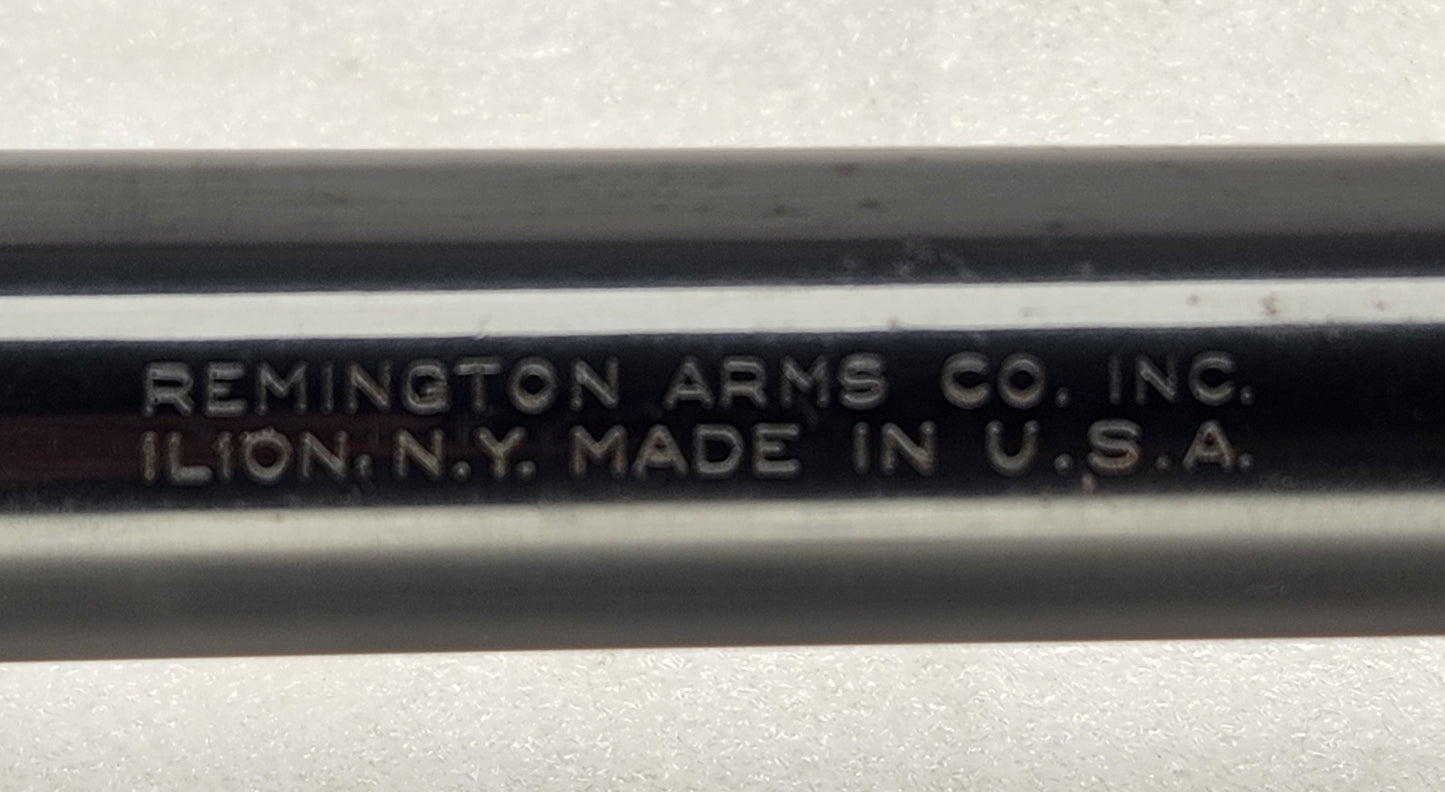 REMINGTON ARMS CO. INC.
ILION, N.Y. MADE IN U.S.A.